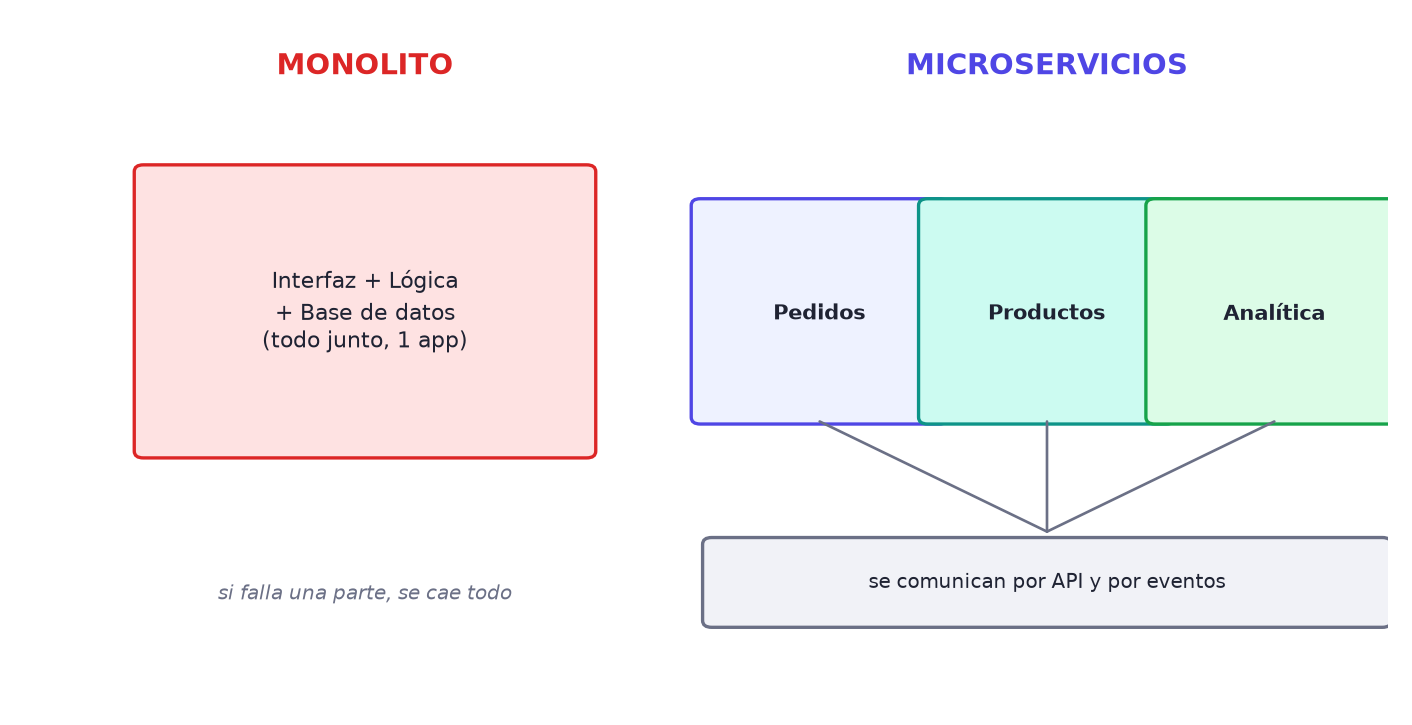 MONOLITO
MICROSERVICIOS
Interfaz + Lógica
+ Base de datos
(todo junto, 1 app)
Pedidos
Productos
Analítica
se comunican por API y por eventos
si falla una parte, se cae todo